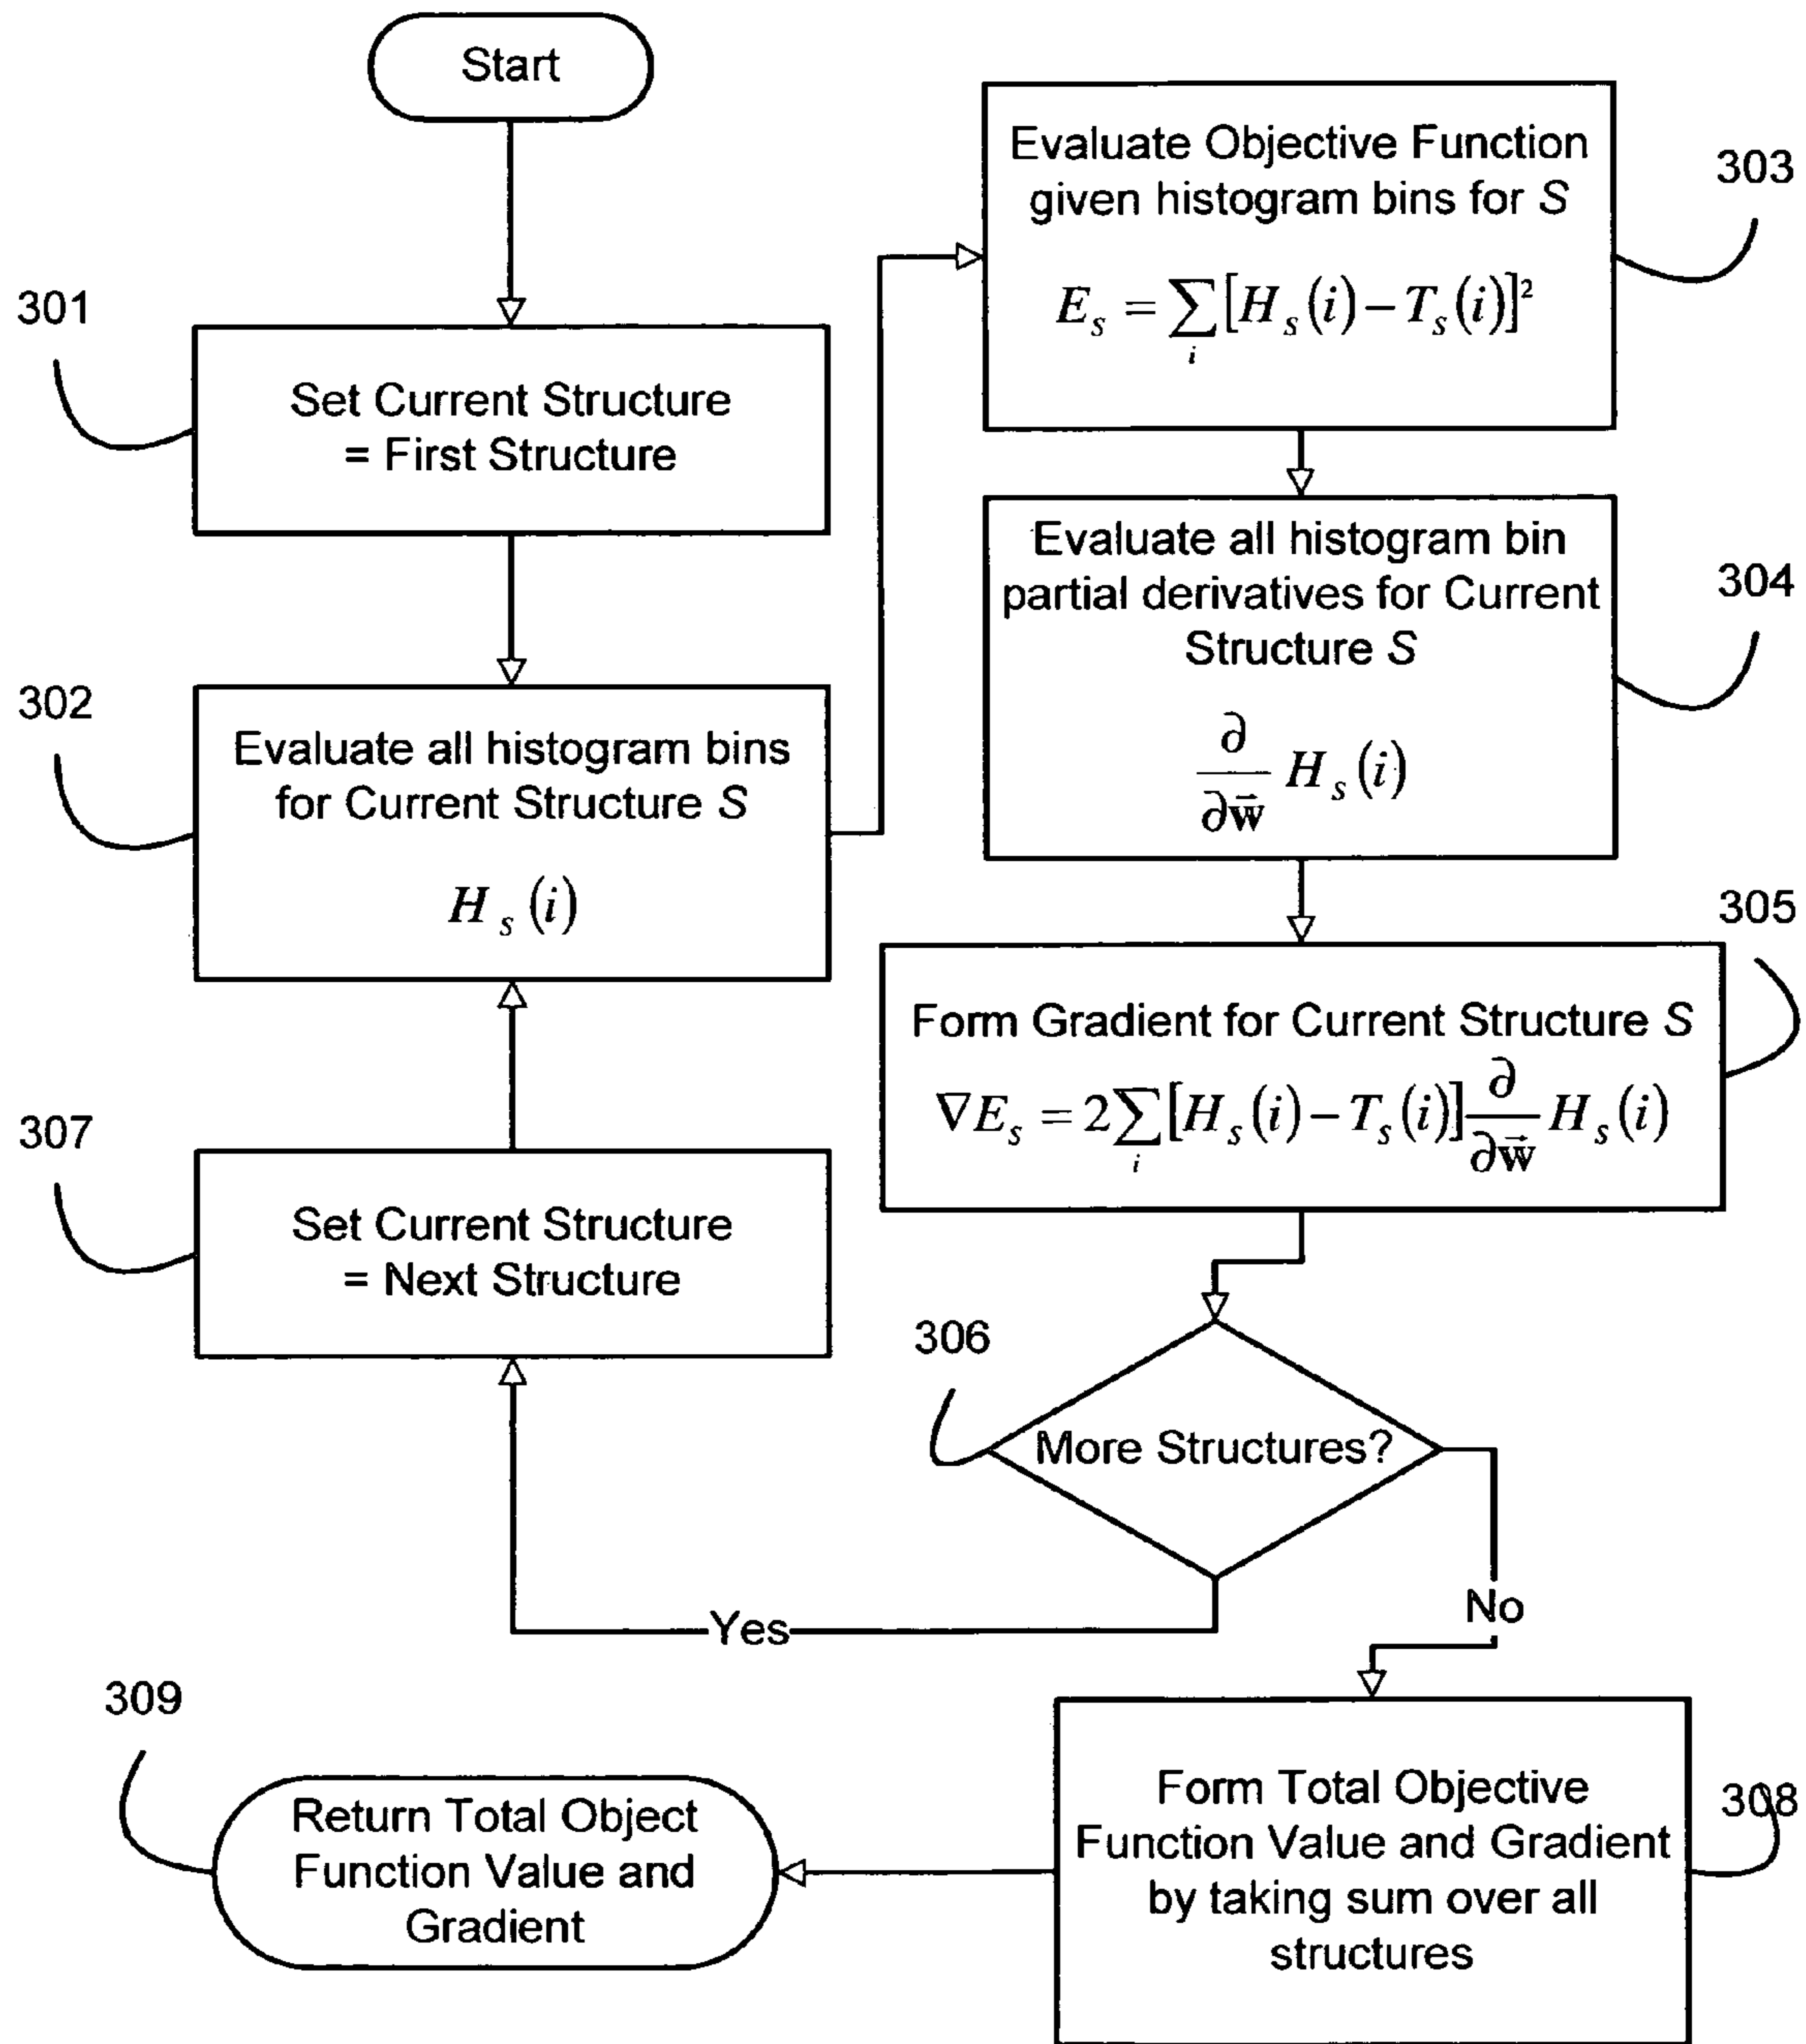 Start
301
Set Current Structure
= First Structure
302
Evaluate all histogram bins
for Current Structure S
H_s(i)
303
Evaluate Objective Function
given histogram bins for S
E_s = ∑_i [H_s(i) − T_s(i)]²
304
Evaluate all histogram bin
partial derivatives for Current
Structure S
∂/∂w⃗ H_s(i)
305
Form Gradient for Current Structure S
∇E_s = 2∑_i [H_s(i) − T_s(i)] ∂/∂w⃗ H_s(i)
306
More Structures?
Yes
No
307
Set Current Structure
= Next Structure
308
Form Total Objective
Function Value and Gradient
by taking sum over all
structures
309
Return Total Object
Function Value and
Gradient